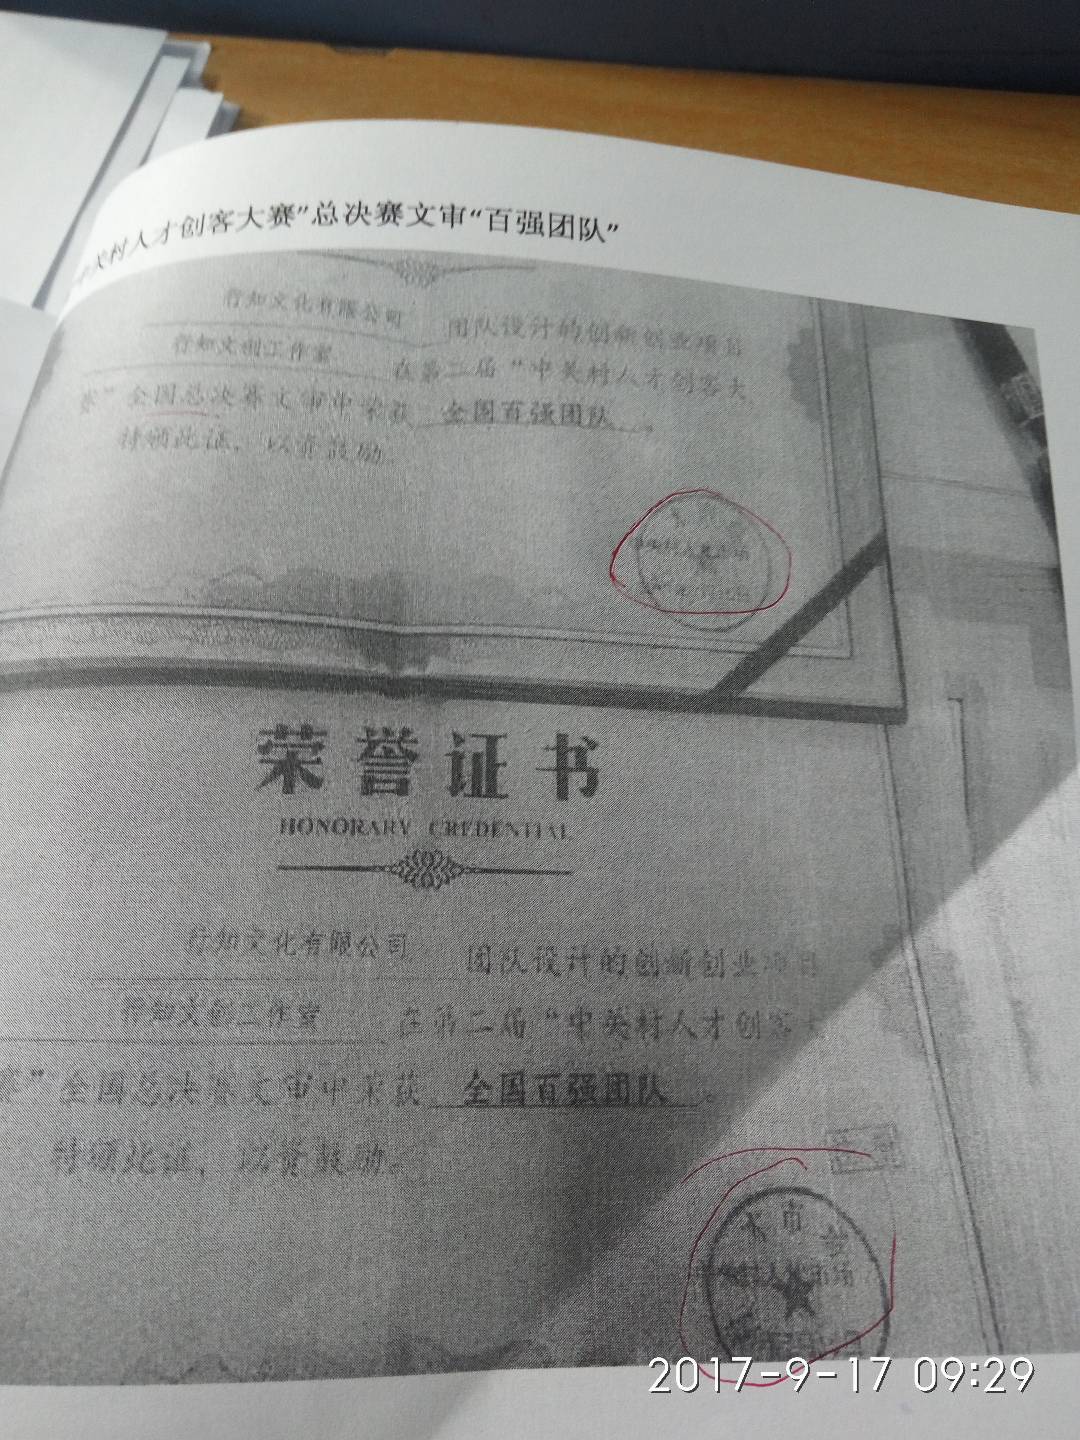 中关村人才创客大赛”总决赛文审“百强团队”
行知文化有限公司 团队设计的创新创业项目
行知文创工作室 在第二届“中关村人才创客大
赛”全国总决赛文审中荣获 全国百强团队。
特颁此证，以资鼓励。
荣誉证书
HONORARY CREDENTIAL
行知文化有限公司 团队设计的创新创业项目
行知文创工作室 在第二届“中关村人才创客大
赛”全国总决赛文审中荣获 全国百强团队。
特颁此证，以资鼓励。
2017-9-17 09:29